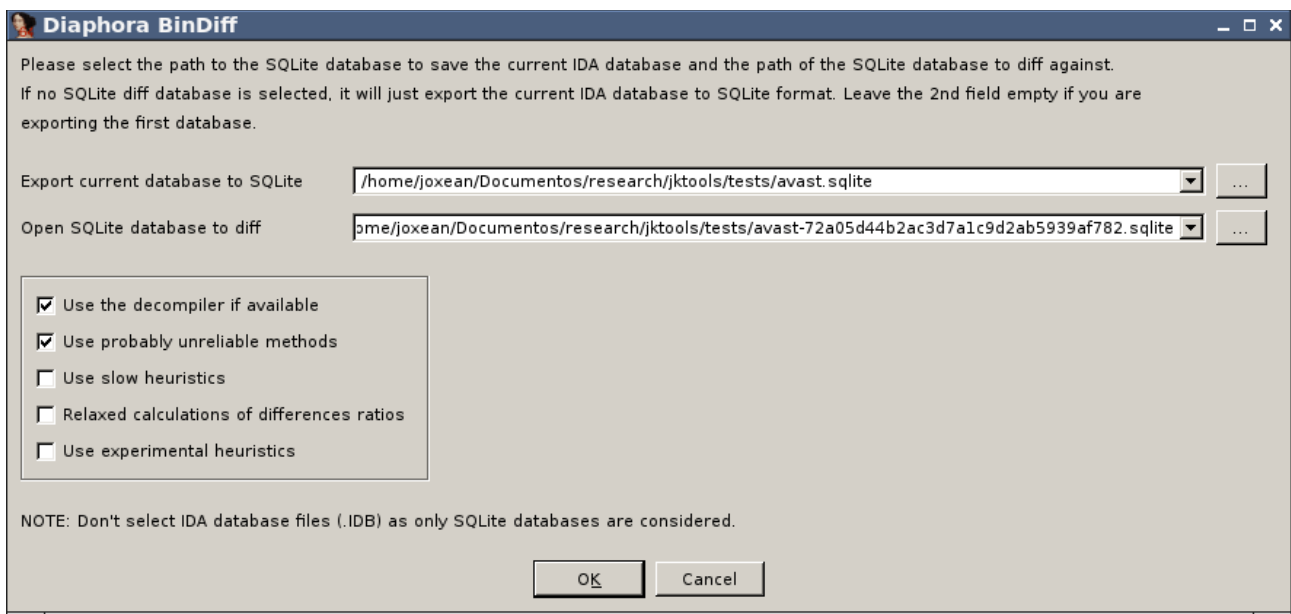 Diaphora BinDiff
Please select the path to the SQLite database to save the current IDA database and the path of the SQLite database to diff against.
If no SQLite diff database is selected, it will just export the current IDA database to SQLite format. Leave the 2nd field empty if you are
exporting the first database.
Export current database to SQLite
/home/joxean/Documentos/research/jktools/tests/avast.sqlite
...
Open SQLite database to diff
ome/joxean/Documentos/research/jktools/tests/avast-72a05d44b2ac3d7a1c9d2ab5939af782.sqlite
...
Use the decompiler if available
Use probably unreliable methods
Use slow heuristics
Relaxed calculations of differences ratios
Use experimental heuristics
NOTE: Don't select IDA database files (.IDB) as only SQLite databases are considered.
OK
Cancel